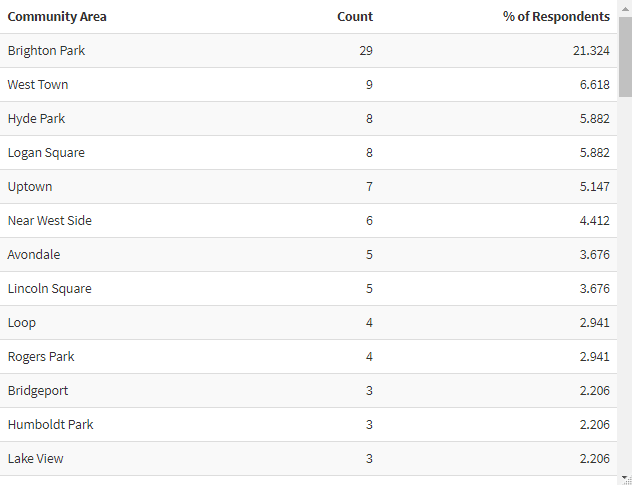 Community Area Count % of Respondents
Brighton Park 29 21.324
West Town 9 6.618
Hyde Park 8 5.882
Logan Square 8 5.882
Uptown 7 5.147
Near West Side 6 4.412
Avondale 5 3.676
Lincoln Square 5 3.676
Loop 4 2.941
Rogers Park 4 2.941
Bridgeport 3 2.206
Humboldt Park 3 2.206
Lake View 3 2.206